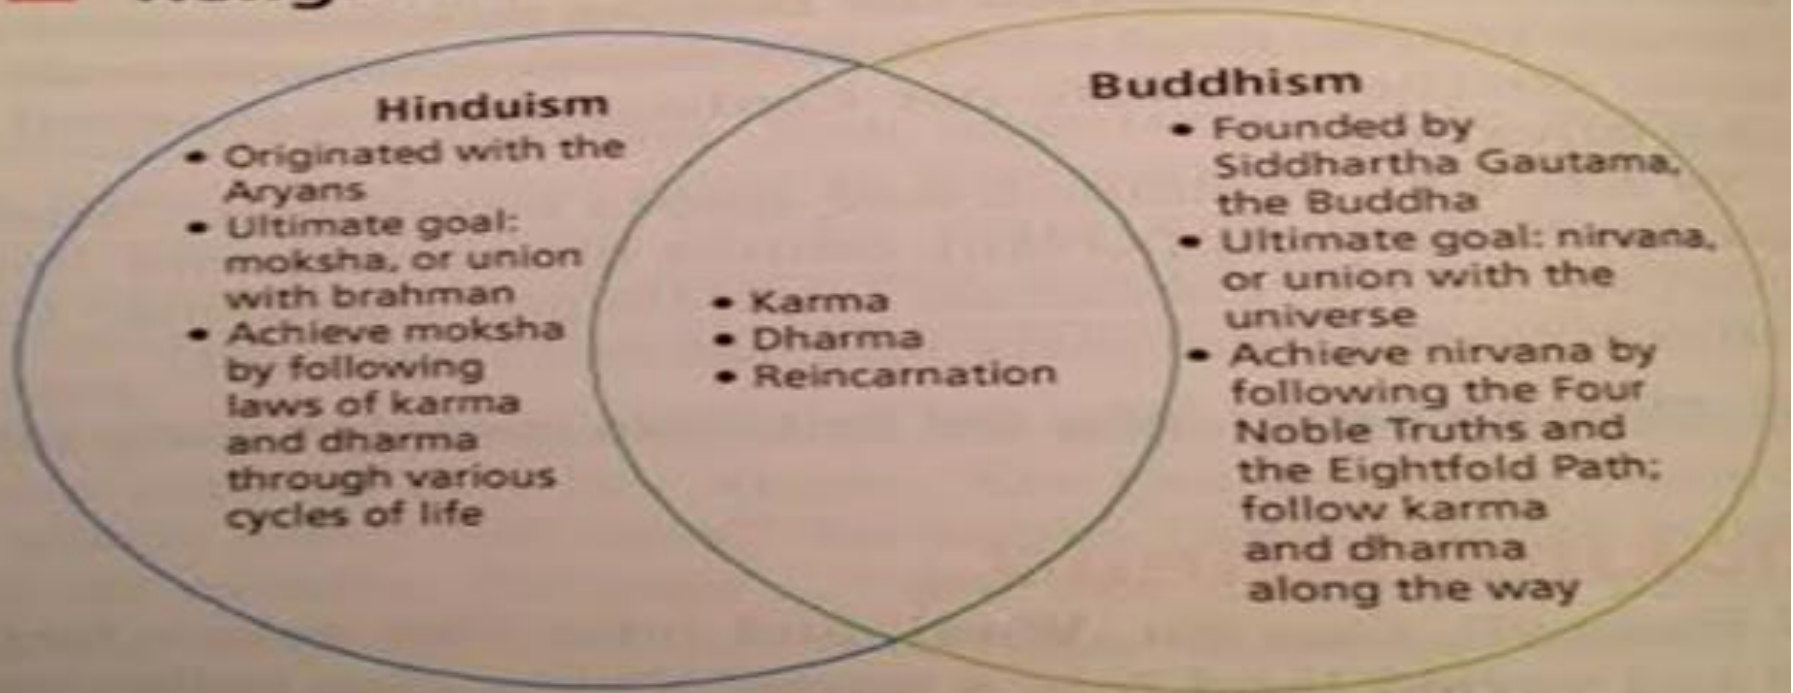 Hinduism
• Originated with the
Aryans
• Ultimate goal:
moksha, or union
with brahman
• Achieve moksha
by following
laws of karma
and dharma
through various
cycles of life
• Karma
• Dharma
• Reincarnation
Buddhism
• Founded by
Siddhartha Gautama,
the Buddha
• Ultimate goal: nirvana,
or union with the
universe
• Achieve nirvana by
following the Four
Noble Truths and
the Eightfold Path;
follow karma
and dharma
along the way